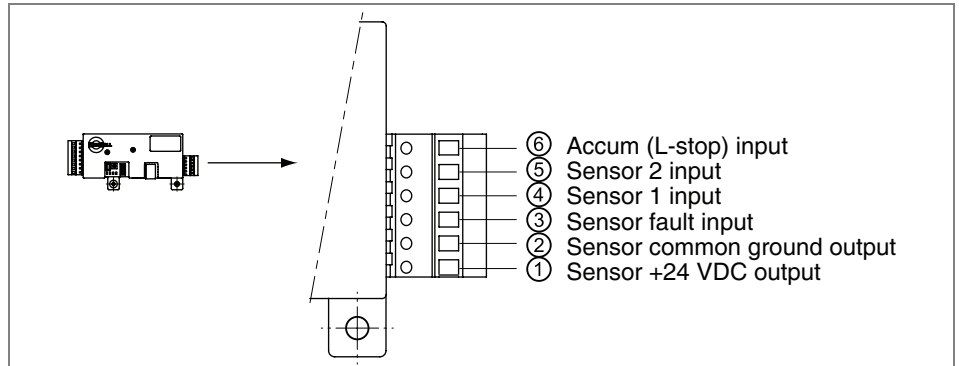 ⑥ Accum (L-stop) input
⑤ Sensor 2 input
④ Sensor 1 input
③ Sensor fault input
② Sensor common ground output
① Sensor +24 VDC output